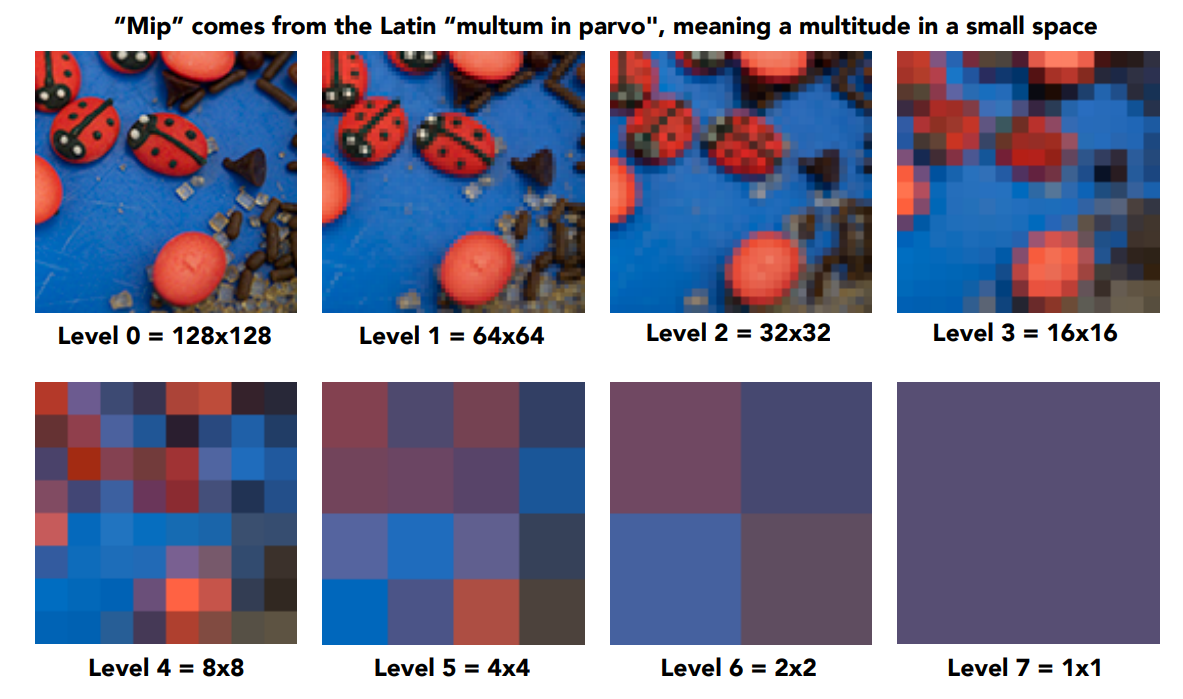 “Mip” comes from the Latin “multum in parvo", meaning a multitude in a small space
Level 0 = 128x128
Level 1 = 64x64
Level 2 = 32x32
Level 3 = 16x16
Level 4 = 8x8
Level 5 = 4x4
Level 6 = 2x2
Level 7 = 1x1